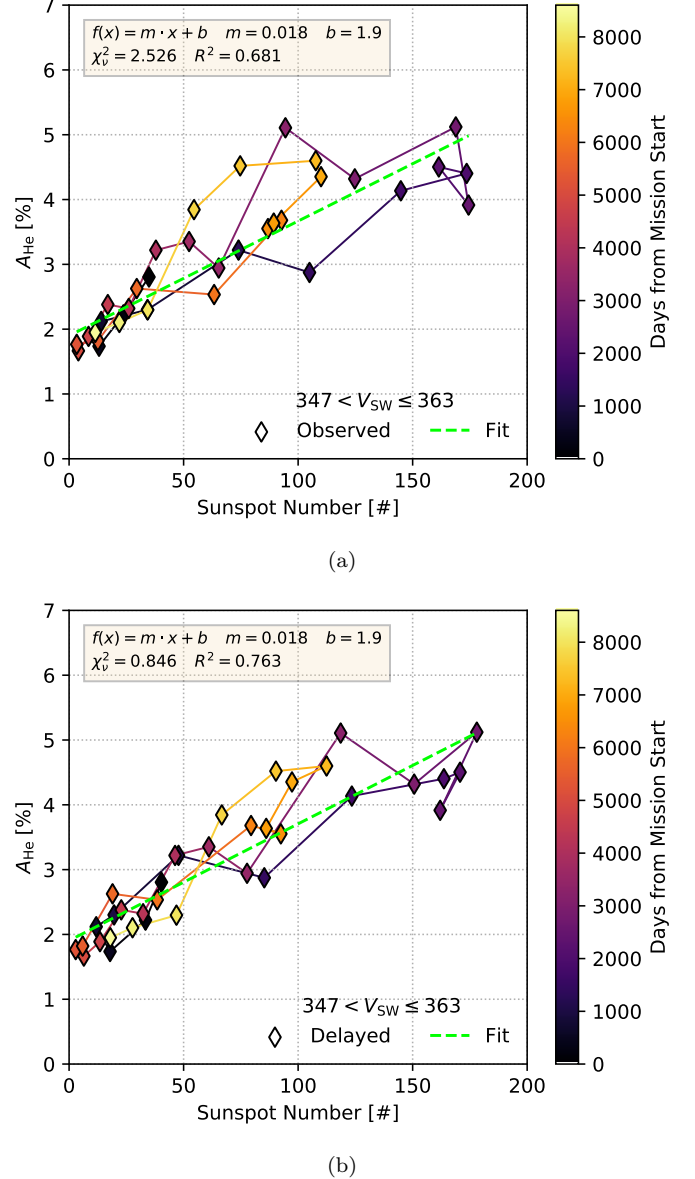 7
6
5
4
3
2
1
0
A_He [%]
f(x) = m · x + b m = 0.018 b = 1.9
χ²_ν = 2.526 R² = 0.681
347 < V_SW ≤ 363
Observed Fit
0 50 100 150 200
Sunspot Number [#]
8000
7000
6000
5000
4000
3000
2000
1000
0
Days from Mission Start
(a)
7
6
5
4
3
2
1
0
A_He [%]
f(x) = m · x + b m = 0.018 b = 1.9
χ²_ν = 0.846 R² = 0.763
347 < V_SW ≤ 363
Delayed Fit
0 50 100 150 200
Sunspot Number [#]
8000
7000
6000
5000
4000
3000
2000
1000
0
Days from Mission Start
(b)